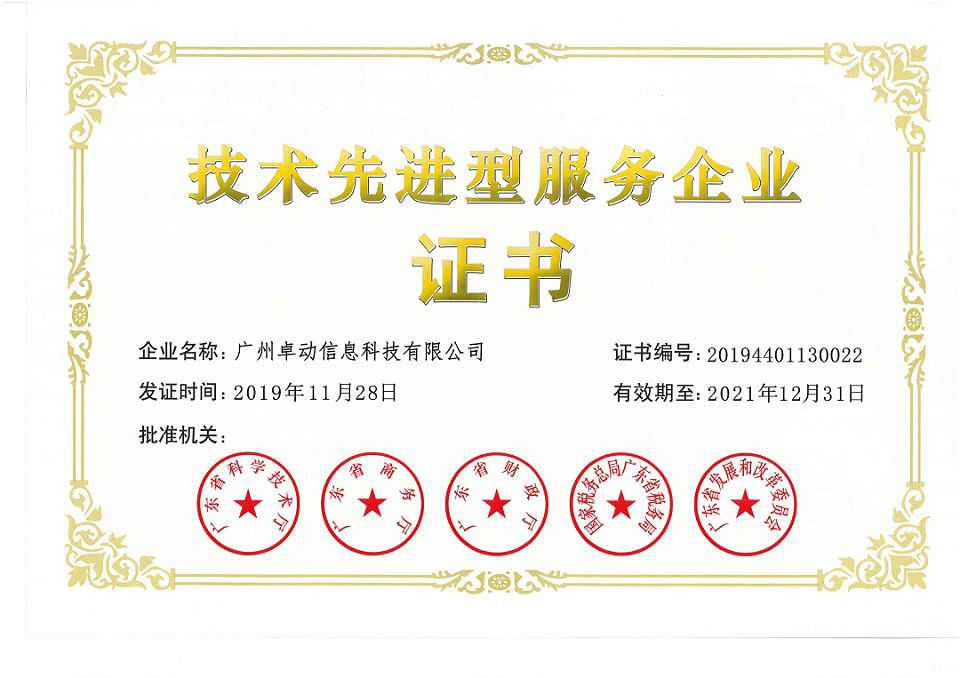 技术先进型服务企业
证书
企业名称：广州卓动信息科技有限公司
证书编号：20194401130022
发证时间：2019年11月28日
有效期至：2021年12月31日
批准机关：
广东省科学技术厅
广东省商务厅
广东省财政厅
国家税务总局广东省税务局
广东省发展和改革委员会